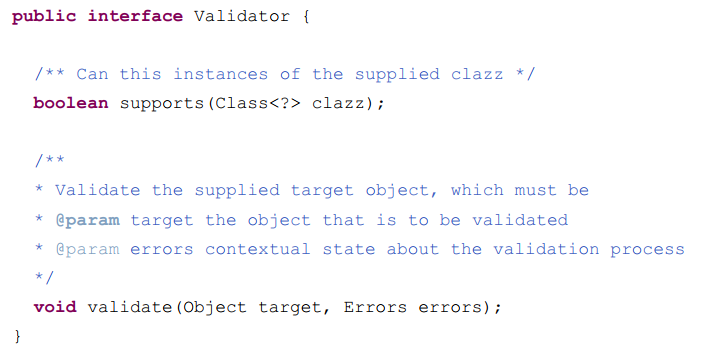 public interface Validator {
/** Can this instances of the supplied clazz */
boolean supports(Class<?> clazz);
/**
* Validate the supplied target object, which must be
* @param target the object that is to be validated
* @param errors contextual state about the validation process
*/
void validate(Object target, Errors errors);
}